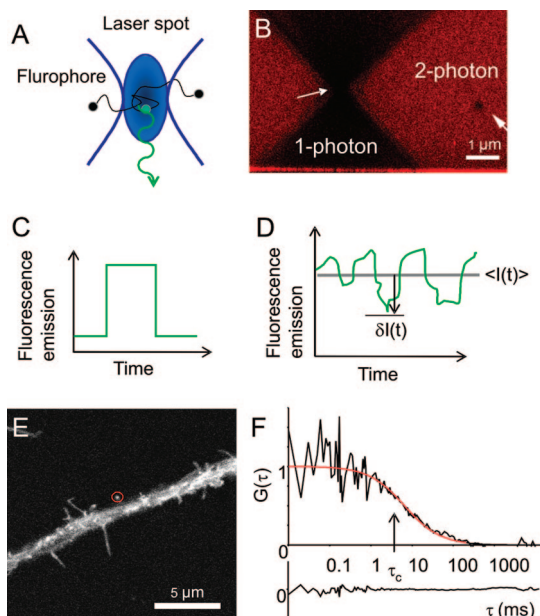 A
Laser spot
Flurophore
B
2-photon
1-photon
1 µm
C
Fluorescence
emission
Time
D
Fluorescence
emission
<I(t)>
δI(t)
Time
E
5 µm
F
G(τ)
1
0
0.1 1 10 100 1000
τc
0
τ (ms)